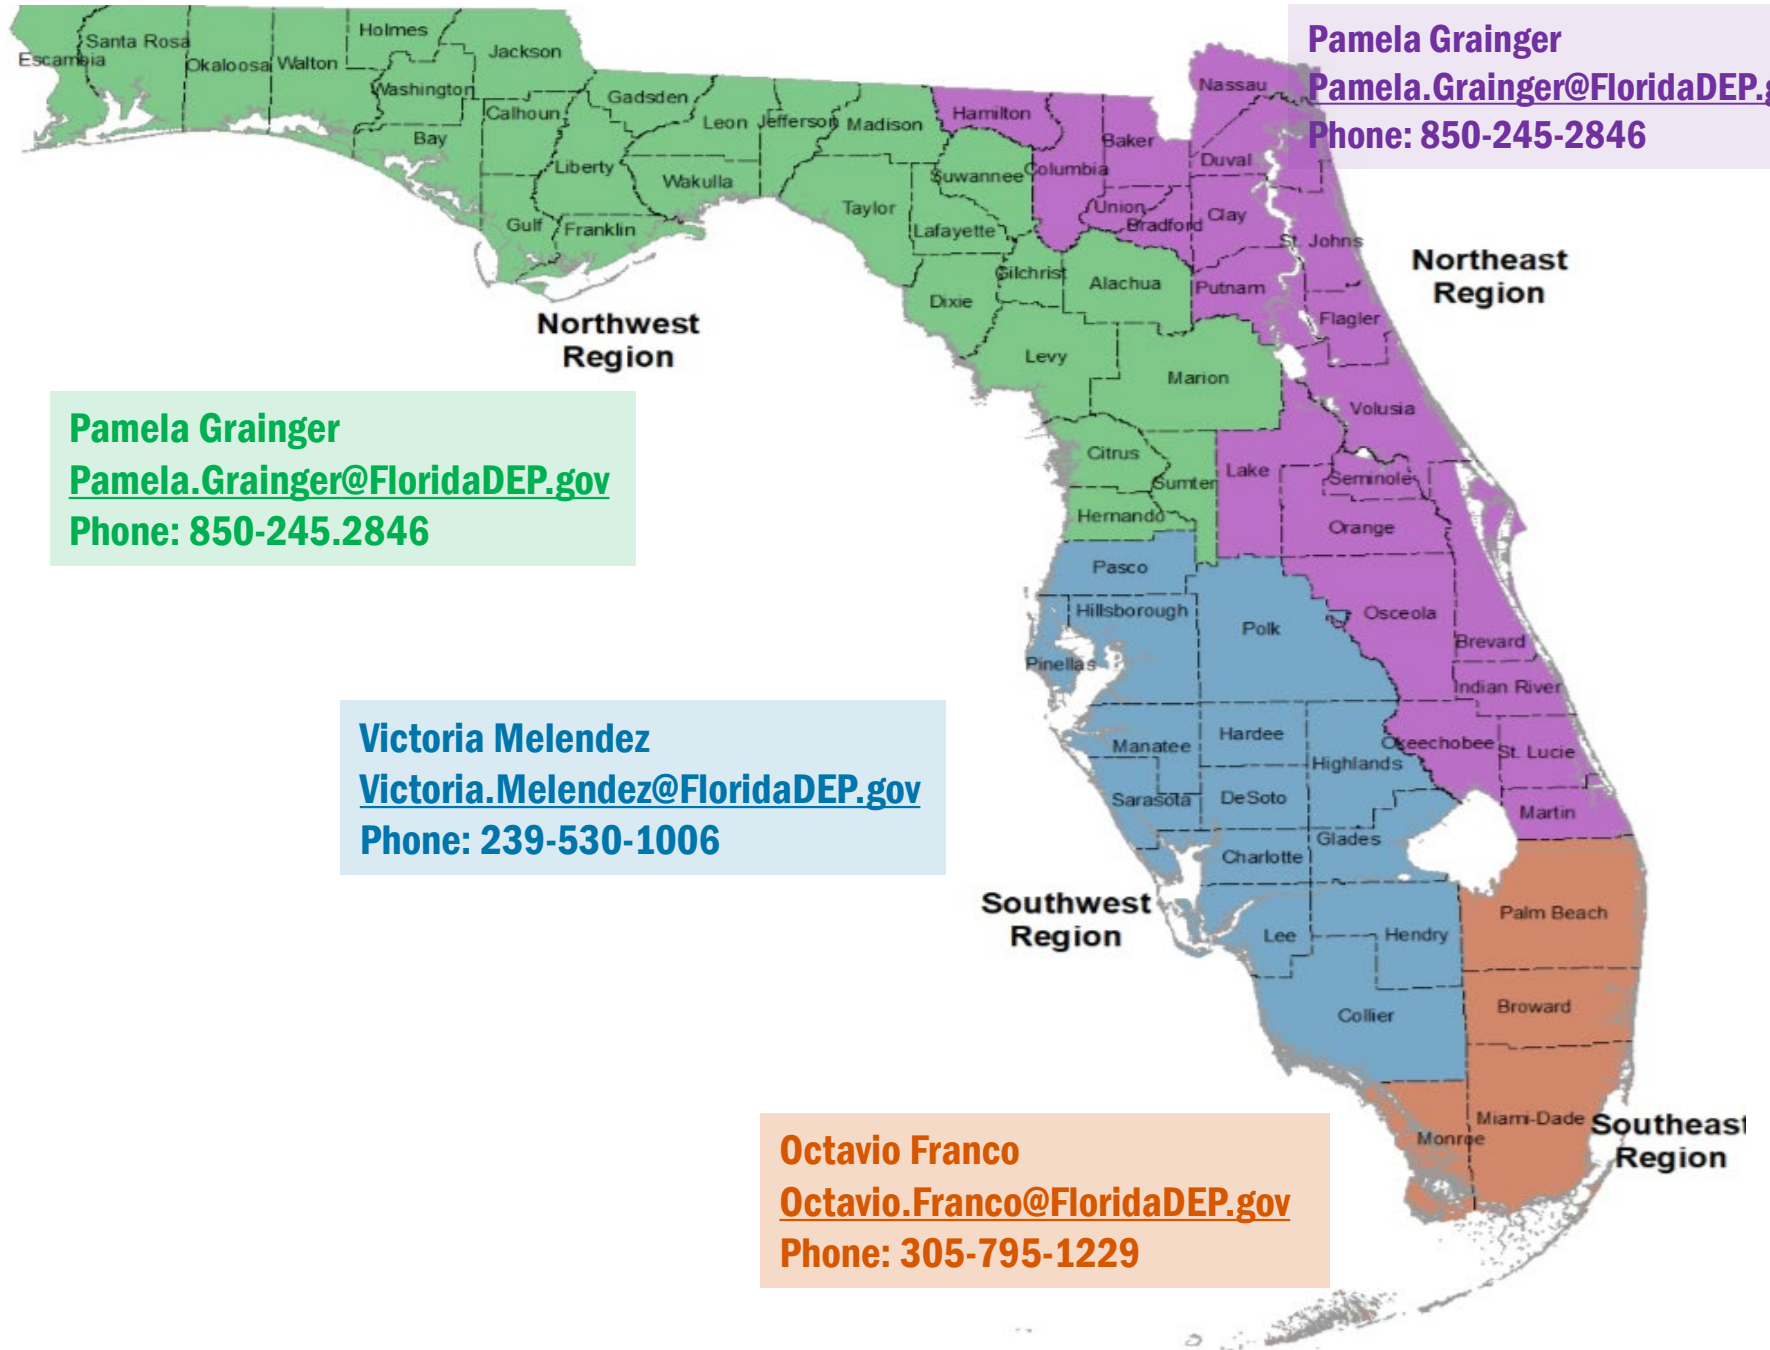 Pamela Grainger
Pamela.Grainger@FloridaDEP.g
Phone: 850-245-2846
Holmes
Santa Rosa
Jackson
Escambia
Okaloosa
Walton
Washington
Calhoun
Gadsden
Leon
Jefferson
Madison
Hamilton
Nassau
Baker
Bay
Liberty
Wakulla
Suwannee
Columbia
Duval
Taylor
Union
Bradford
Clay
Gulf
Franklin
Lafayette
St. Johns
Gilchrist
Alachua
Putnam
Dixie
Flagler
Levy
Marion
Volusia
Northeast
Region
Northwest
Region
Pamela Grainger
Pamela.Grainger@FloridaDEP.gov
Phone: 850-245.2846
Citrus
Sumter
Lake
Seminole
Hernando
Orange
Pasco
Hillsborough
Polk
Osceola
Brevard
Pinellas
Indian River
Manatee
Hardee
Highlands
Okeechobee
St. Lucie
Sarasota
DeSoto
Martin
Charlotte
Glades
Victoria Melendez
Victoria.Melendez@FloridaDEP.gov
Phone: 239-530-1006
Southwest
Region
Lee
Hendry
Palm Beach
Collier
Broward
Monroe
Miami-Dade
Southeast
Region
Octavio Franco
Octavio.Franco@FloridaDEP.gov
Phone: 305-795-1229